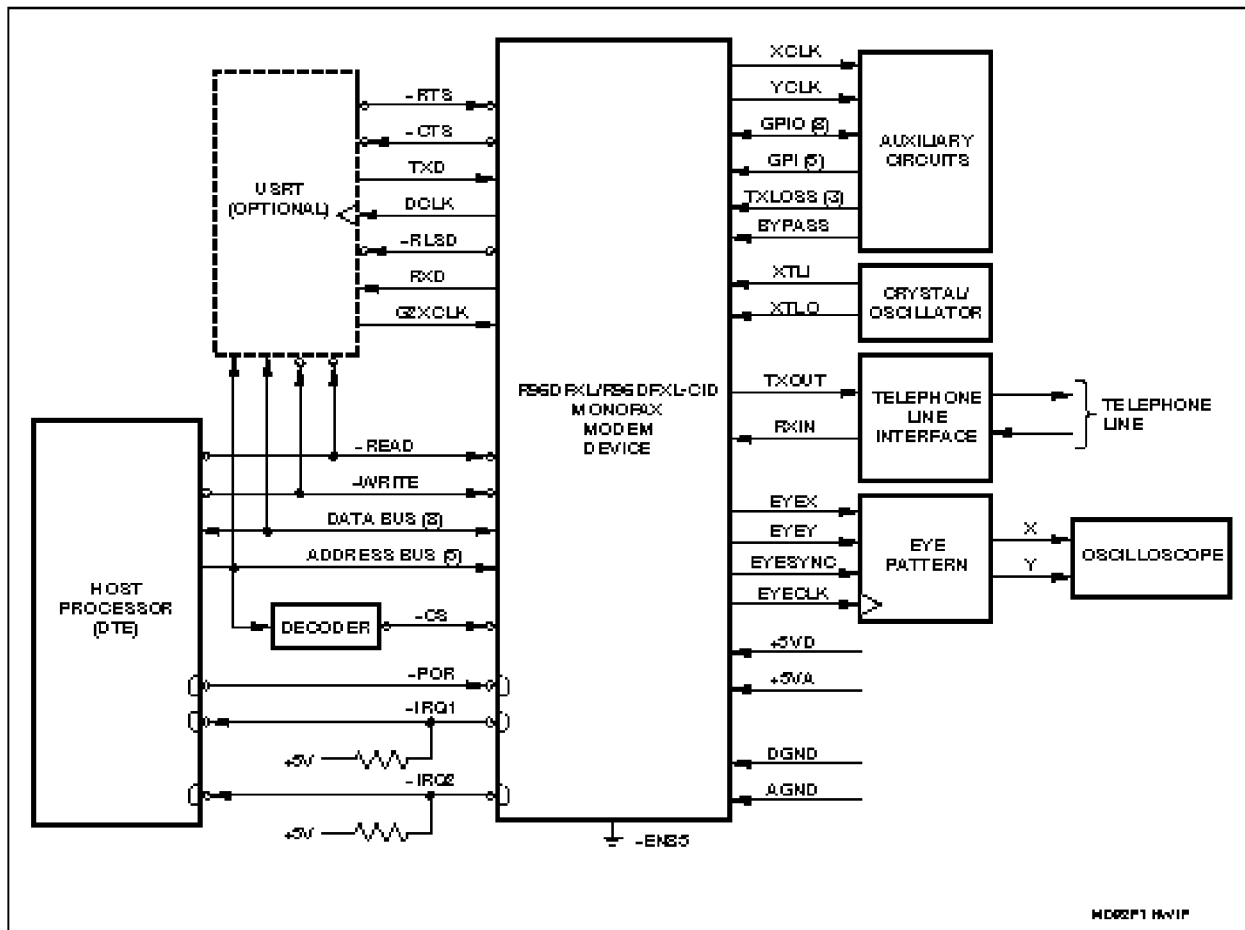 -RTS
-CTS
TXD
DCLK
-RLSD
RXD
G2XCLK
USRT
(OPTIONAL)
XCLK
YCLK
GPIO (8)
GPI (5)
TXLOSS (3)
BYPASS
AUXILIARY
CIRCUITS
XTLI
XTLO
CRYSTAL/
OSCILLATOR
R96DFXL/R96DFXL-CID
MONOFAX
MODEM
DEVICE
TXOUT
RXIN
TELEPHONE
LINE
INTERFACE
TELEPHONE
LINE
-READ
-WRITE
DATA BUS (8)
ADDRESS BUS (5)
HOST
PROCESSOR
(DTE)
DECODER
-CS
-POR
-IRQ1
+5V
-IRQ2
+5V
EYEX
EYEY
EYESYNC
EYECLK
EYE
PATTERN
X
Y
OSCILLOSCOPE
+5VD
+5VA
DGND
AGND
-EN85